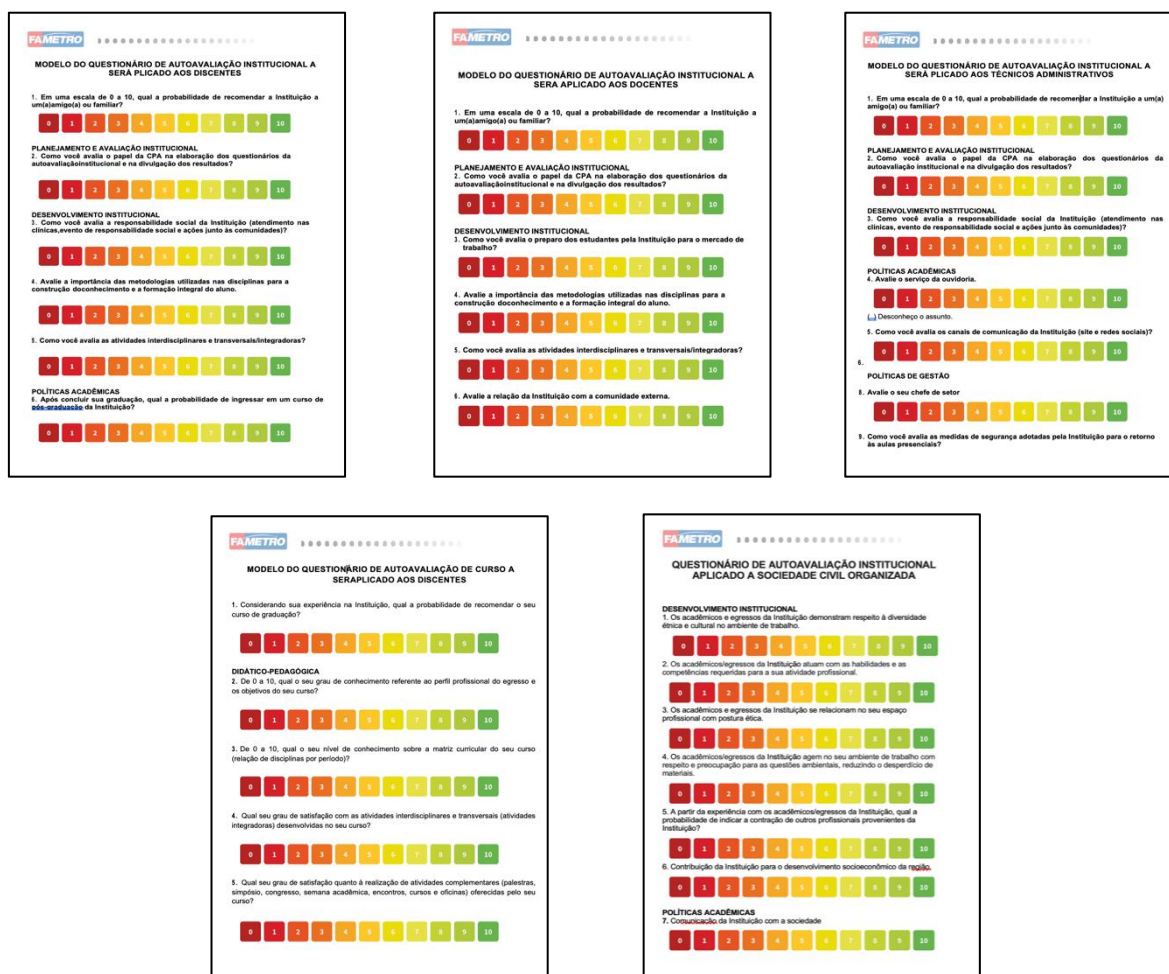 FAMETRO
MODELO DO QUESTIONÁRIO DE AUTOAVALIAÇÃO INSTITUCIONAL A
SERÁ PLICADO AOS DISCENTES
1. Em uma escala de 0 a 10, qual a probabilidade de recomendar a Instituição a
um(a)amigo(a) ou familiar?
0 1 2 3 4 5 6 7 8 9 10
PLANEJAMENTO E AVALIAÇÃO INSTITUCIONAL
2. Como você avalia o papel da CPA na elaboração dos questionários da
autoavaliaçãoinstitucional e na divulgação dos resultados?
0 1 2 3 4 5 6 7 8 9 10
DESENVOLVIMENTO INSTITUCIONAL
3. Como você avalia a responsabilidade social da Instituição (atendimento nas
clínicas,evento de responsabilidade social e ações junto às comunidades)?
0 1 2 3 4 5 6 7 8 9 10
4. Avalie a importância das metodologias utilizadas nas disciplinas para a
construção doconhecimento e a formação integral do aluno.
0 1 2 3 4 5 6 7 8 9 10
5. Como você avalia as atividades interdisciplinares e transversais/integradoras?
0 1 2 3 4 5 6 7 8 9 10
POLÍTICAS ACADÊMICAS
6. Após concluir sua graduação, qual a probabilidade de ingressar em um curso de
pós-graduação da Instituição?
0 1 2 3 4 5 6 7 8 9 10
FAMETRO
MODELO DO QUESTIONÁRIO DE AUTOAVALIAÇÃO INSTITUCIONAL A
SERA APLICADO AOS DOCENTES
1. Em uma escala de 0 a 10, qual a probabilidade de recomendar a Instituição a
um(a)amigo(a) ou familiar?
0 1 2 3 4 5 6 7 8 9 10
PLANEJAMENTO E AVALIAÇÃO INSTITUCIONAL
2. Como você avalia o papel da CPA na elaboração dos questionários da
autoavaliaçãoinstitucional e na divulgação dos resultados?
0 1 2 3 4 5 6 7 8 9 10
DESENVOLVIMENTO INSTITUCIONAL
3. Como você avalia o preparo dos estudantes pela Instituição para o mercado de
trabalho?
0 1 2 3 4 5 6 7 8 9 10
4. Avalie a importância das metodologias utilizadas nas disciplinas para a
construção doconhecimento e a formação integral do aluno.
0 1 2 3 4 5 6 7 8 9 10
5. Como você avalia as atividades interdisciplinares e transversais/integradoras?
0 1 2 3 4 5 6 7 8 9 10
6. Avalie a relação da Instituição com a comunidade externa.
0 1 2 3 4 5 6 7 8 9 10
FAMETRO
MODELO DO QUESTIONÁRIO DE AUTOAVALIAÇÃO INSTITUCIONAL A
SERÁ PLICADO AOS TÉCNICOS ADMINISTRATIVOS
1. Em uma escala de 0 a 10, qual a probabilidade de recomendar a Instituição a um(a)
amigo(a) ou familiar?
0 1 2 3 4 5 6 7 8 9 10
PLANEJAMENTO E AVALIAÇÃO INSTITUCIONAL
2. Como você avalia o papel da CPA na elaboração dos questionários da
autoavaliação institucional e na divulgação dos resultados?
0 1 2 3 4 5 6 7 8 9 10
DESENVOLVIMENTO INSTITUCIONAL
3. Como você avalia a responsabilidade social da Instituição (atendimento nas
clínicas, evento de responsabilidade social e ações junto às comunidades)?
0 1 2 3 4 5 6 7 8 9 10
POLÍTICAS ACADÊMICAS
4. Avalie o serviço da ouvidoria.
0 1 2 3 4 5 6 7 8 9 10
(...) Desconheço o assunto.
5. Como você avalia os canais de comunicação da Instituição (site e redes sociais)?
0 1 2 3 4 5 6 7 8 9 10
6.
POLÍTICAS DE GESTÃO
8. Avalie o seu chefe de setor
0 1 2 3 4 5 6 7 8 9 10
9. Como você avalia as medidas de segurança adotadas pela Instituição para o retorno
às aulas presenciais?
FAMETRO
MODELO DO QUESTIONÁRIO DE AUTOAVALIAÇÃO DE CURSO A
SERAPLICADO AOS DISCENTES
1. Considerando sua experiência na Instituição, qual a probabilidade de recomendar o seu
curso de graduação?
0 1 2 3 4 5 6 7 8 9 10
DIDÁTICO-PEDAGÓGICA
2. De 0 a 10, qual o seu grau de conhecimento referente ao perfil profissional do egresso e
os objetivos do seu curso?
0 1 2 3 4 5 6 7 8 9 10
3. De 0 a 10, qual o seu nível de conhecimento sobre a matriz curricular do seu curso
(relação de disciplinas por período)?
0 1 2 3 4 5 6 7 8 9 10
4. Qual seu grau de satisfação com as atividades interdisciplinares e transversais (atividades
integradoras) desenvolvidas no seu curso?
0 1 2 3 4 5 6 7 8 9 10
5. Qual seu grau de satisfação quanto à realização de atividades complementares (palestras,
simpósio, congresso, semana acadêmica, encontros, cursos e oficinas) oferecidas pelo seu
curso?
0 1 2 3 4 5 6 7 8 9 10
FAMETRO
QUESTIONÁRIO DE AUTOAVALIAÇÃO INSTITUCIONAL
APLICADO A SOCIEDADE CIVIL ORGANIZADA
DESENVOLVIMENTO INSTITUCIONAL
1. Os acadêmicos e egressos da Instituição demonstram respeito à diversidade
étnica e cultural no ambiente de trabalho.
0 1 2 3 4 5 6 7 8 9 10
2. Os acadêmicos/egressos da Instituição atuam com as habilidades e as
competências requeridas para a sua atividade profissional.
0 1 2 3 4 5 6 7 8 9 10
3. Os acadêmicos e egressos da Instituição se relacionam no seu espaço
profissional com postura ética.
0 1 2 3 4 5 6 7 8 9 10
4. Os acadêmicos/egressos da Instituição agem no seu ambiente de trabalho com
respeito e preocupação para as questões ambientais, reduzindo o desperdício de
materiais.
0 1 2 3 4 5 6 7 8 9 10
5. A partir da experiência com os acadêmicos/egressos da Instituição, qual a
probabilidade de indicar a contração de outros profissionais provenientes da
Instituição?
0 1 2 3 4 5 6 7 8 9 10
6. Contribuição da Instituição para o desenvolvimento socioeconômico da região.
0 1 2 3 4 5 6 7 8 9 10
POLÍTICAS ACADÊMICAS
7. Comunicação da Instituição com a sociedade
0 1 2 3 4 5 6 7 8 9 10